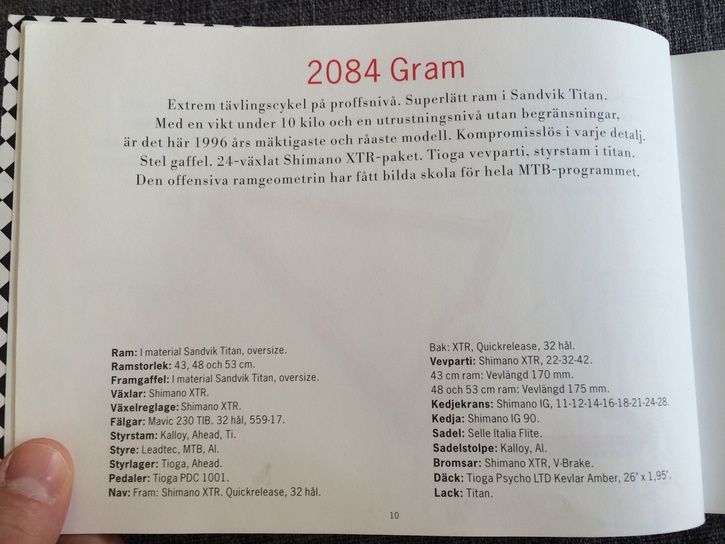 2084 Gram
Extrem tävlingscykel på proffsnivå. Superlätt ram i Sandvik Titan.
Med en vikt under 10 kilo och en utrustningsnivå utan begränsningar,
är det här 1996 års mäktigaste och råaste modell. Kompromisslös i varje detalj.
Stel gaffel. 24-växlat Shimano XTR-paket. Tioga vevparti, styrstam i titan.
Den offensiva ramgeometrin har fått bilda skola för hela MTB-programmet.
Ram: I material Sandvik Titan, oversize.
Ramstorlek: 43, 48 och 53 cm.
Framgaffel: I material Sandvik Titan, oversize.
Växlar: Shimano XTR.
Växelreglage: Shimano XTR.
Fälgar: Mavic 230 TIB. 32 hål, 559-17.
Styrstam: Kalloy, Ahead, Ti.
Styre: Leadtec, MTB, Al.
Styrlager: Tioga, Ahead.
Pedaler: Tioga PDC 1001.
Nav: Fram: Shimano XTR. Quickrelease, 32 hål.
Bak: XTR, Quickrelease, 32 hål.
Vevparti: Shimano XTR, 22-32-42.
43 cm ram: Vevlängd 170 mm.
48 och 53 cm ram: Vevlängd 175 mm.
Kedjekrans: Shimano IG, 11-12-14-16-18-21-24-28.
Kedja: Shimano IG 90.
Sadel: Selle Italia Flite.
Sadelstolpe: Kalloy, Al.
Bromsar: Shimano XTR, V-Brake.
Däck: Tioga Psycho LTD Kevlar Amber, 26" x 1,95".
Lack: Titan.
10